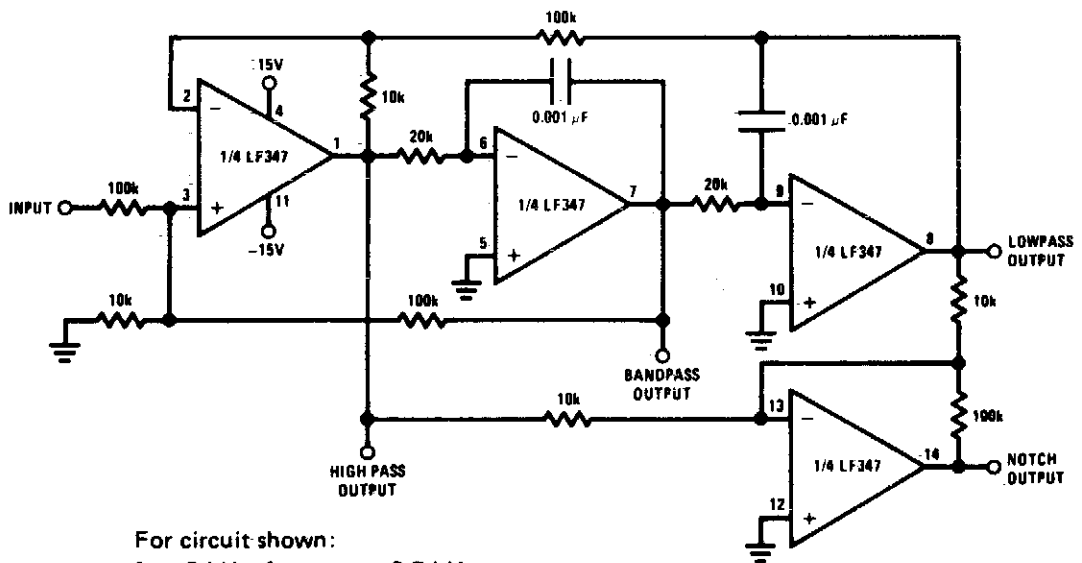 100k
15V
2
4
10k
0.001 µF
0.001 µF
1
20k
6
1/4 LF347
7
20k
9
1/4 LF347
100k
INPUT
3
11
-15V
1/4 LF347
8
LOWPASS
OUTPUT
5
10
10k
10k
100k
BANDPASS
OUTPUT
10k
13
100k
1/4 LF347
14
NOTCH
OUTPUT
HIGH PASS
OUTPUT
12
For circuit shown: